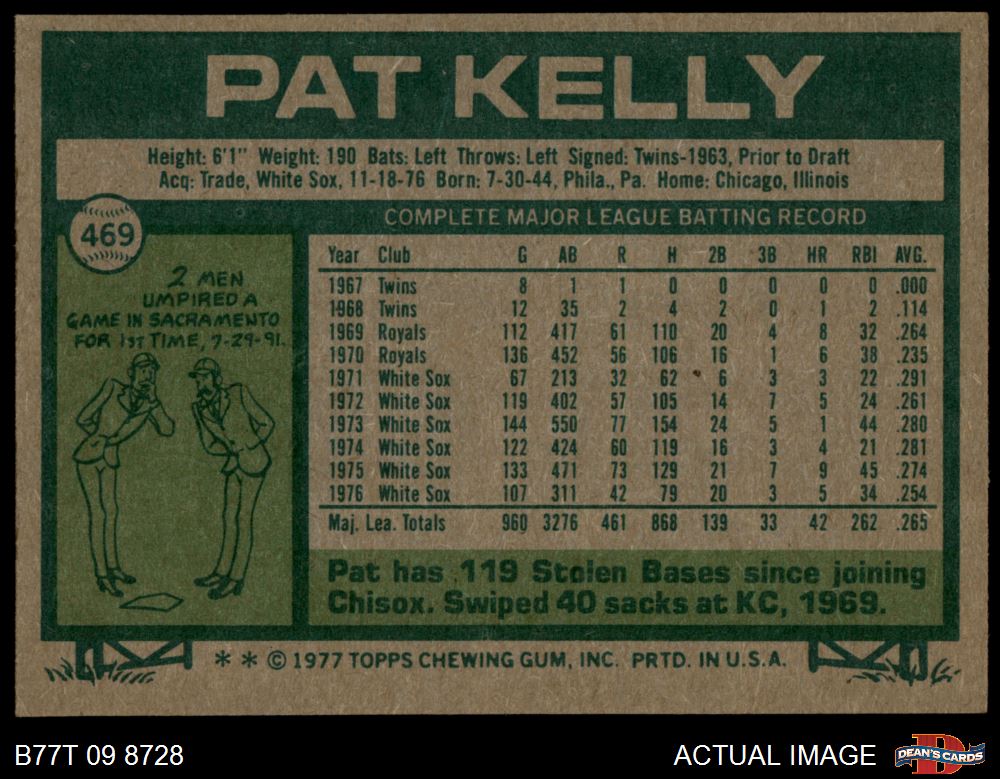 PAT KELLY
Height: 6'1" Weight: 190 Bats: Left Throws: Left Signed: Twins-1963, Prior to Draft
Acq: Trade, White Sox, 11-18-76 Born: 7-30-44, Phila., Pa. Home: Chicago, Illinois
469
2 MEN
UMPIRED A
GAME IN SACRAMENTO
FOR 1ST TIME, 7-29-91.
COMPLETE MAJOR LEAGUE BATTING RECORD
Year Club G AB R H 2B 3B HR RBI AVG.
1967 Twins 8 1 1 0 0 0 0 0 .000
1968 Twins 12 35 2 4 2 0 1 2 .114
1969 Royals 112 417 61 110 20 4 8 32 .264
1970 Royals 136 452 56 106 16 1 6 38 .235
1971 White Sox 67 213 32 62 6 3 3 22 .291
1972 White Sox 119 402 57 105 14 7 5 24 .261
1973 White Sox 144 550 77 154 24 5 1 44 .280
1974 White Sox 122 424 60 119 16 3 4 21 .281
1975 White Sox 133 471 73 129 21 7 9 45 .274
1976 White Sox 107 311 42 79 20 3 5 34 .254
Maj. Lea. Totals 960 3276 461 868 139 33 42 262 .265
Pat has 119 Stolen Bases since joining
Chisox. Swiped 40 sacks at KC, 1969.
* * © 1977 TOPPS CHEWING GUM, INC. PRTD. IN U.S.A.
B77T 09 8728
ACTUAL IMAGE
DEAN'S CARDS